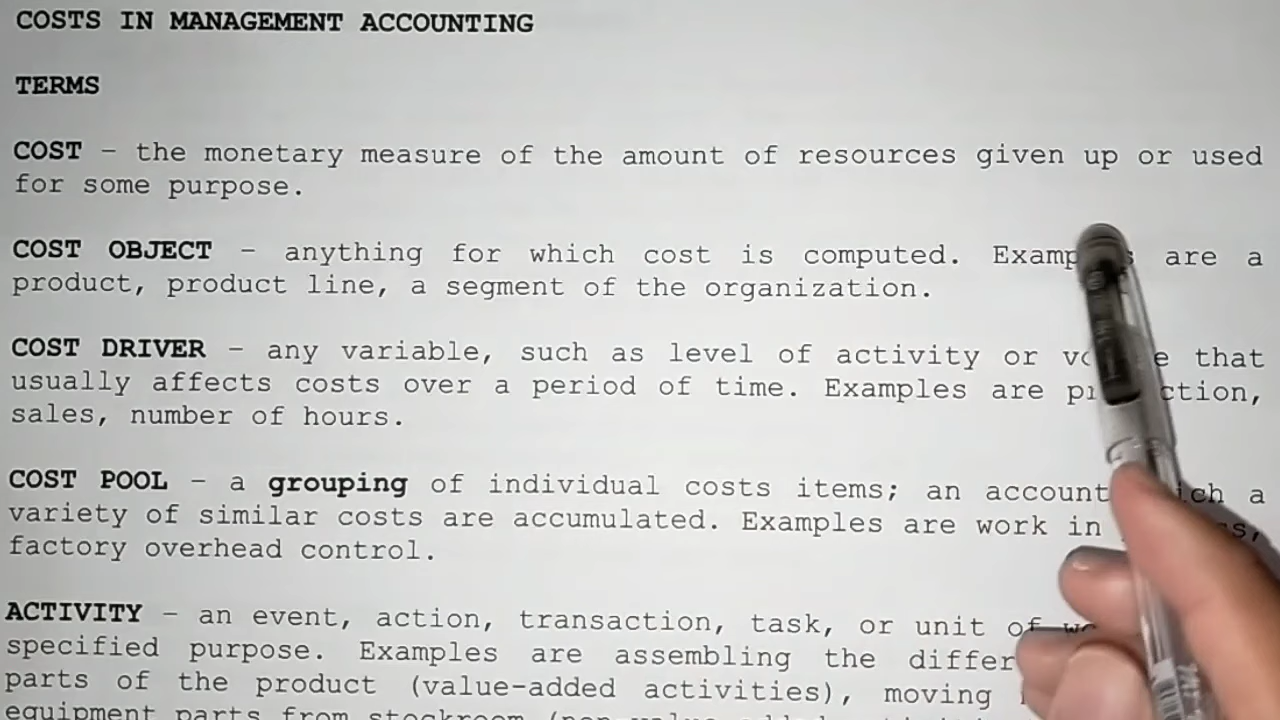 COSTS IN MANAGEMENT ACCOUNTING
TERMS
COST – the monetary measure of the amount of resources given up or used
for some purpose.
COST OBJECT – anything for which cost is computed. Examples are a
product, product line, a segment of the organization.
COST DRIVER – any variable, such as level of activity or that
usually affects costs over a period of time. Examples are
sales, number of hours.
COST POOL – a grouping of individual costs items; an account a
variety of similar costs are accumulated. Examples are work in
factory overhead control.
ACTIVITY – an event, action, transaction, task, or unit of
specified purpose. Examples are assembling the
parts of the product (value-added activities), moving
equipment parts from stockroom